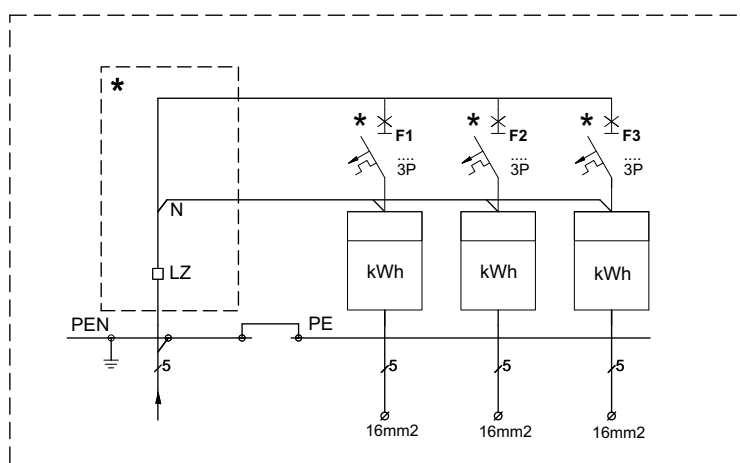 *
* F1 * F2 * F3
3P 3P 3P
N
kWh kWh kWh
LZ
PEN PE
5 5 5 5
16mm2 16mm2 16mm2